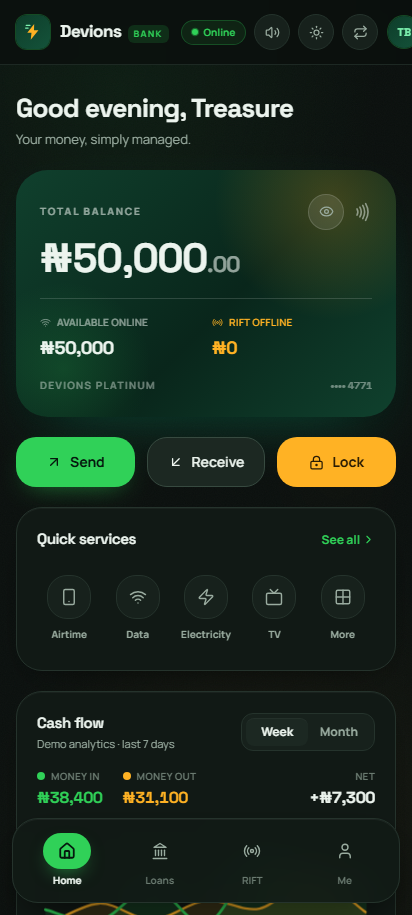 Devions BANK Online TB
Good evening, Treasure
Your money, simply managed.
TOTAL BALANCE
₦50,000.00
AVAILABLE ONLINE RIFT OFFLINE
₦50,000 ₦0
DEVIONS PLATINUM •••• 4771
Send Receive Lock
Quick services See all
Airtime Data Electricity TV More
Cash flow Week Month
Demo analytics · last 7 days
MONEY IN MONEY OUT NET
₦38,400 ₦31,100 +₦7,300
Home Loans RIFT Me